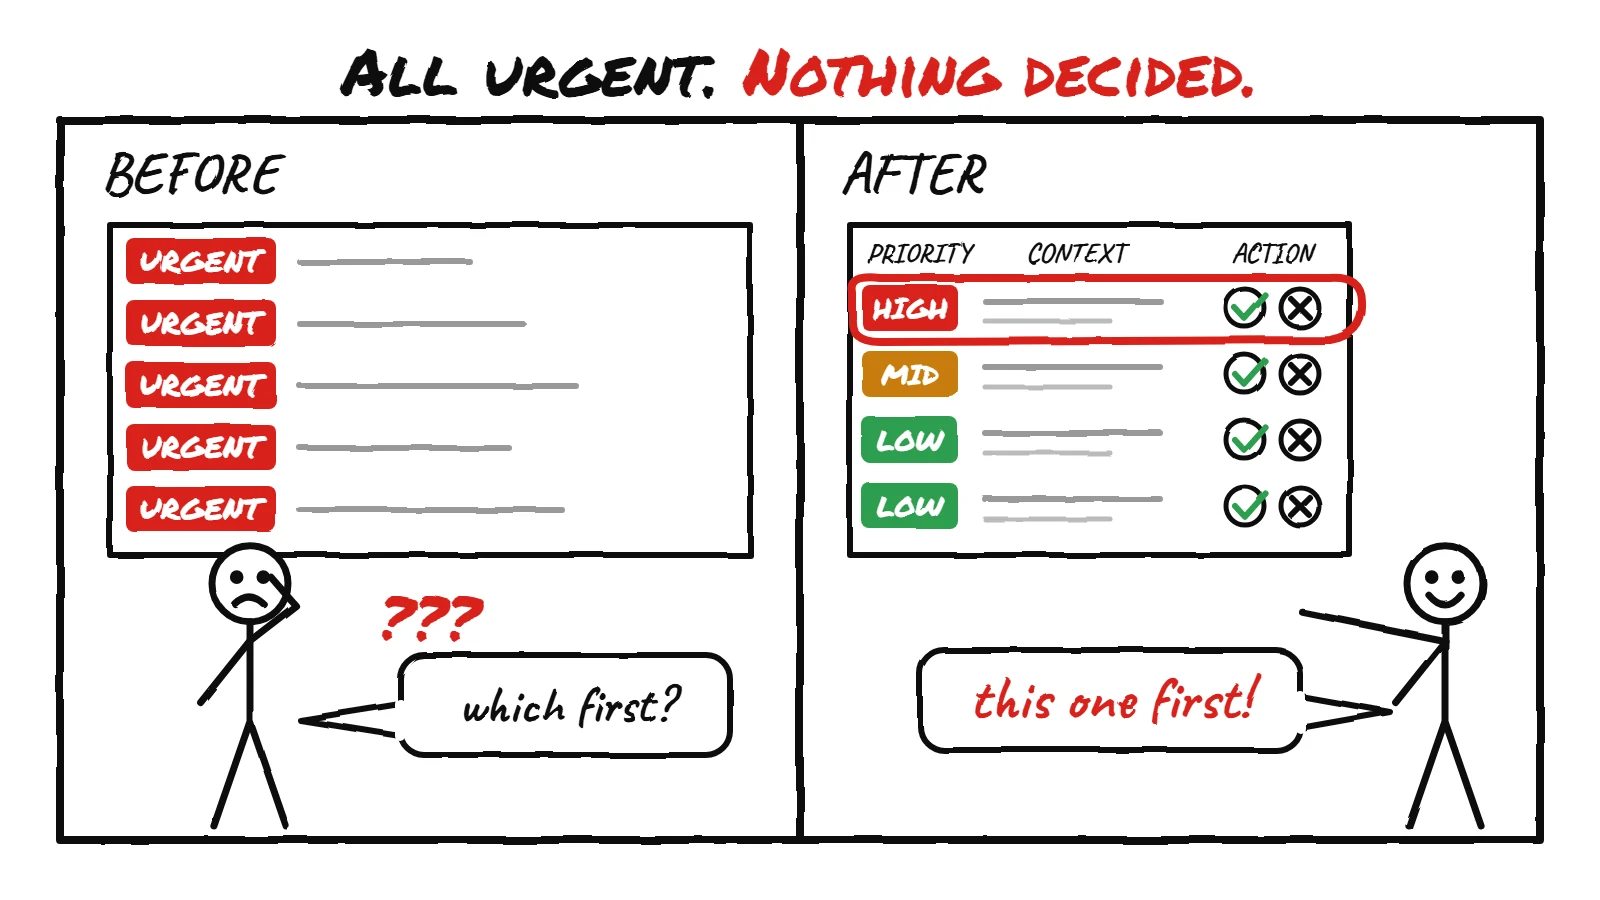 ALL URGENT. NOTHING DECIDED.
BEFORE
URGENT
URGENT
URGENT
URGENT
URGENT
???
which first?
AFTER
PRIORITY CONTEXT ACTION
HIGH
MID
LOW
LOW
this one first!